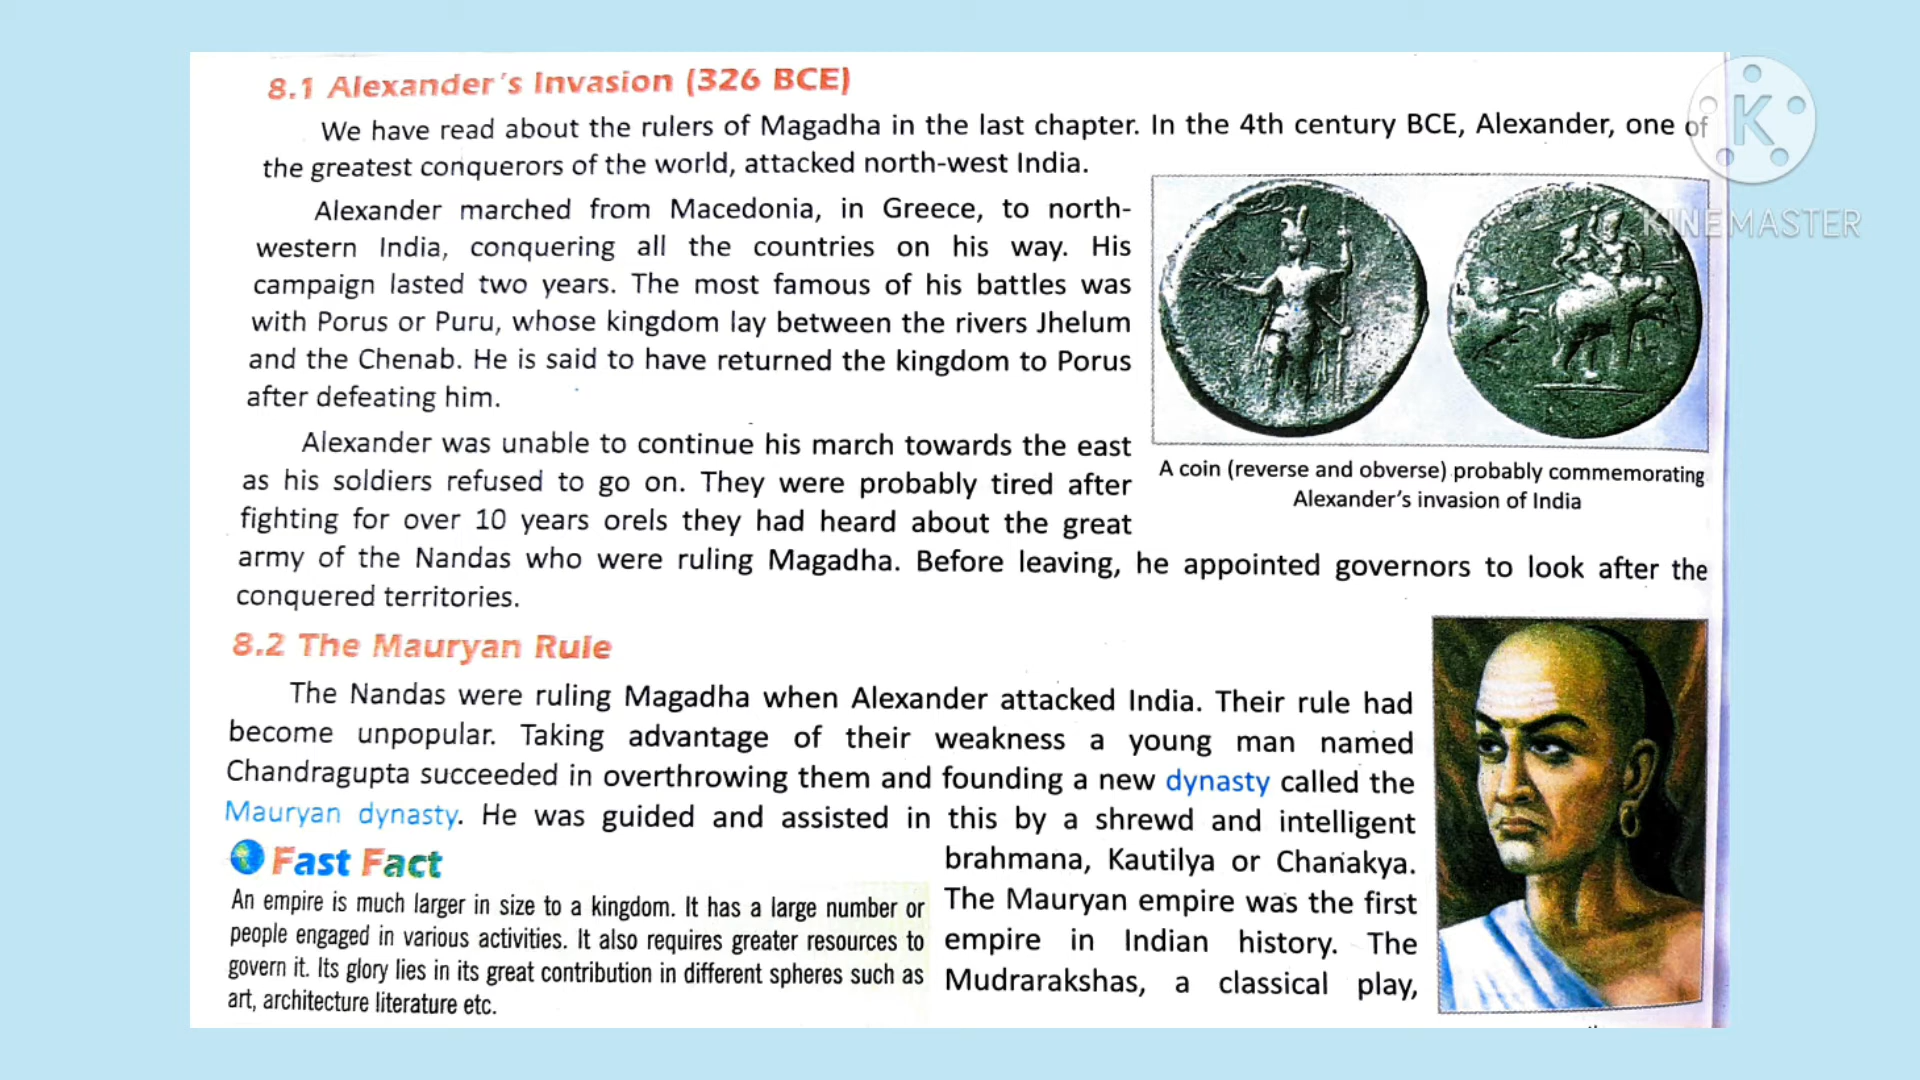 8.1 Alexander's Invasion (326 BCE)
We have read about the rulers of Magadha in the last chapter. In the 4th century BCE, Alexander, one of
the greatest conquerors of the world, attacked north-west India.
Alexander marched from Macedonia, in Greece, to north-
western India, conquering all the countries on his way. His
campaign lasted two years. The most famous of his battles was
with Porus or Puru, whose kingdom lay between the rivers Jhelum
and the Chenab. He is said to have returned the kingdom to Porus
after defeating him.
Alexander was unable to continue his march towards the east
as his soldiers refused to go on. They were probably tired after
fighting for over 10 years orels they had heard about the great
army of the Nandas who were ruling Magadha. Before leaving, he appointed governors to look after the
conquered territories.
A coin (reverse and obverse) probably commemorating
Alexander's invasion of India
K
KINEMASTER
8.2 The Mauryan Rule
The Nandas were ruling Magadha when Alexander attacked India. Their rule had
become unpopular. Taking advantage of their weakness a young man named
Chandragupta succeeded in overthrowing them and founding a new dynasty called the
Mauryan dynasty. He was guided and assisted in this by a shrewd and intelligent
brahmana, Kautilya or Chanakya.
The Mauryan empire was the first
empire in Indian history. The
Mudrarakshas, a classical play,
Fast Fact
An empire is much larger in size to a kingdom. It has a large number or
people engaged in various activities. It also requires greater resources to
govern it. Its glory lies in its great contribution in different spheres such as
art, architecture literature etc.